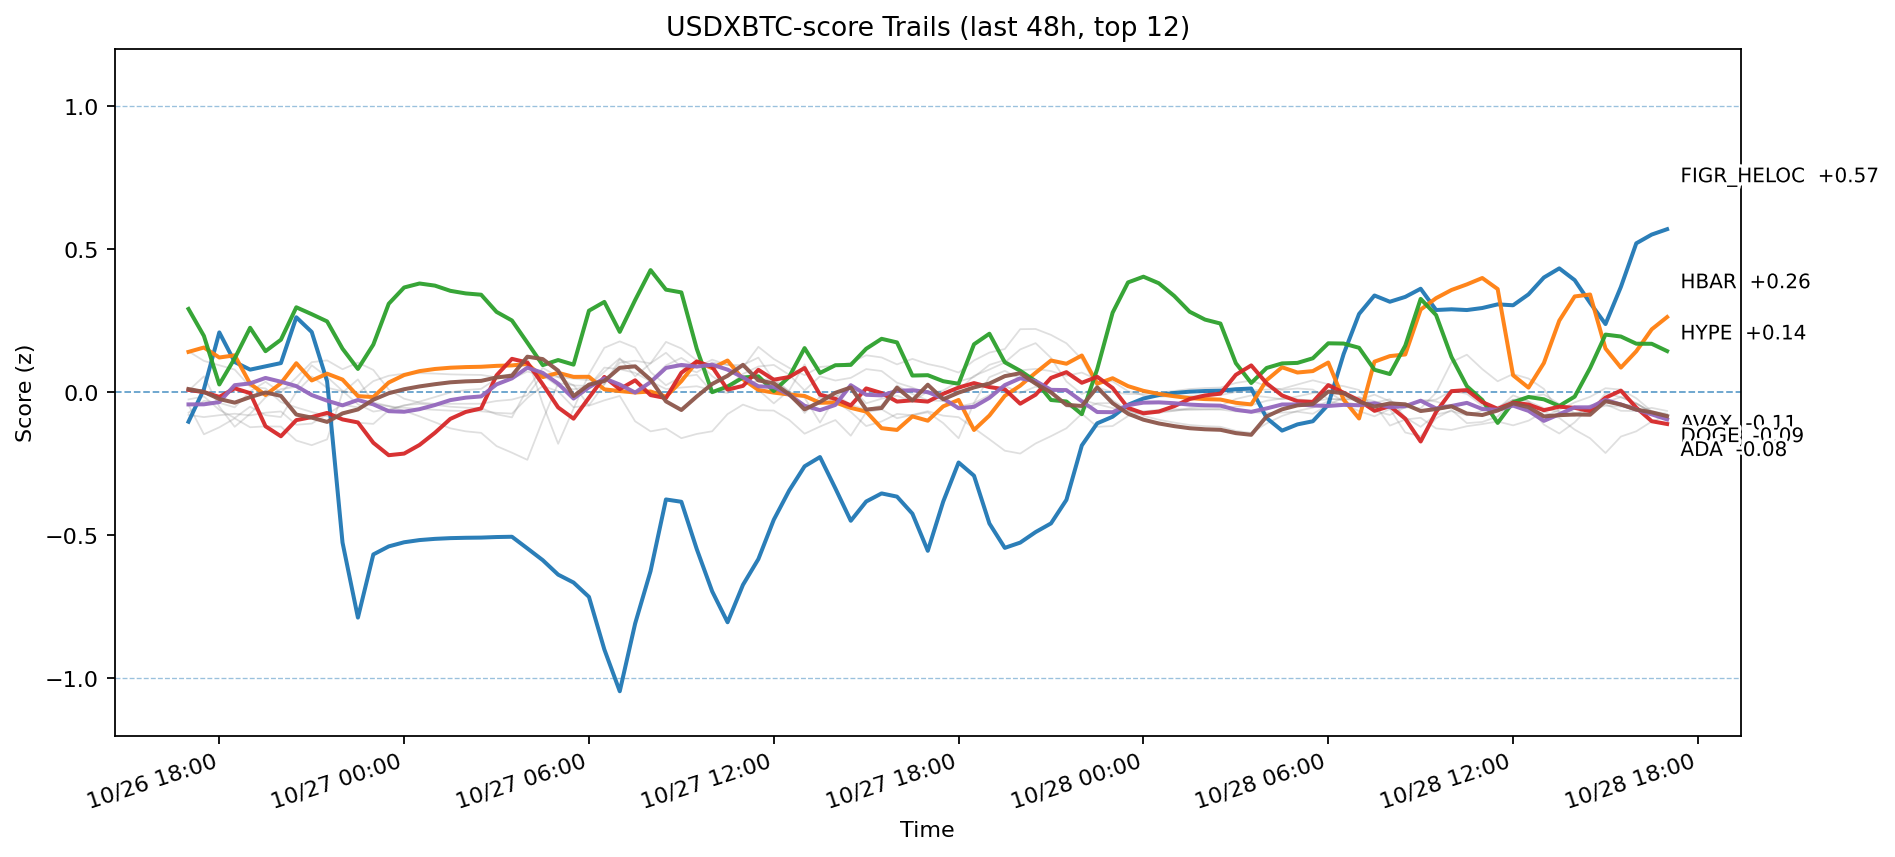 USDXBTC-score Trails (last 48h, top 12)
Score (z)
1.0
0.5
0.0
−0.5
−1.0
FIGR_HELOC +0.57
HBAR +0.26
HYPE +0.14
AVAX -0.11
DOGE -0.09
ADA -0.08
10/26 18:00
10/27 00:00
10/27 06:00
10/27 12:00
10/27 18:00
10/28 00:00
10/28 06:00
10/28 12:00
10/28 18:00
Time